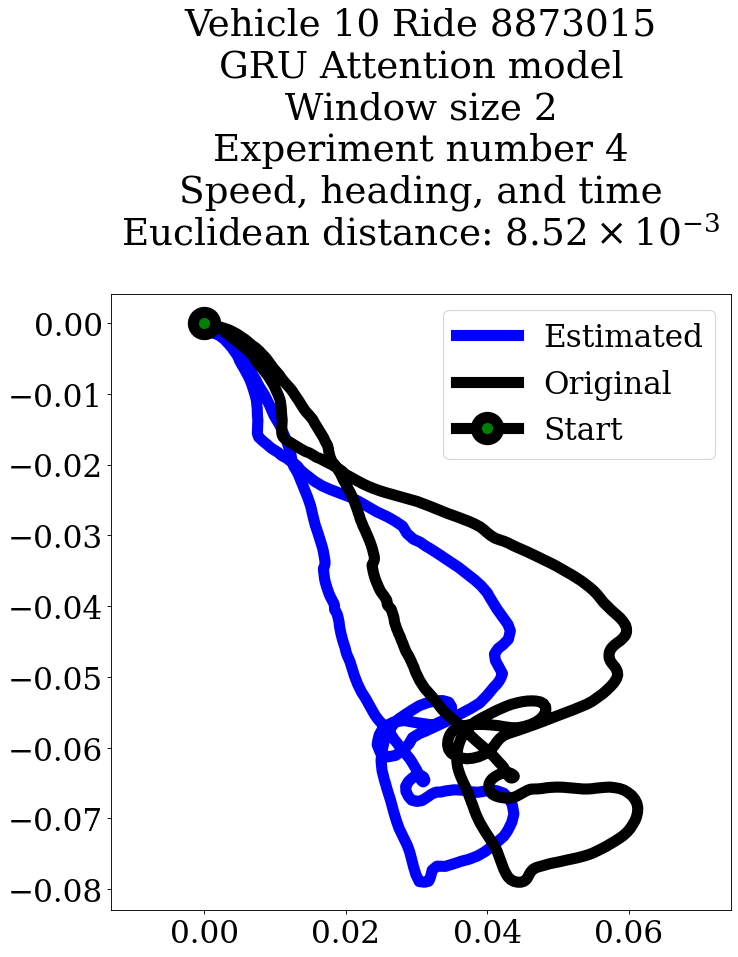 Vehicle 10 Ride 8873015
GRU Attention model
Window size 2
Experiment number 4
Speed, heading, and time
Euclidean distance: 8.52 × 10⁻³
Estimated
Original
Start
0.00
−0.01
−0.02
−0.03
−0.04
−0.05
−0.06
−0.07
−0.08
0.00 0.02 0.04 0.06